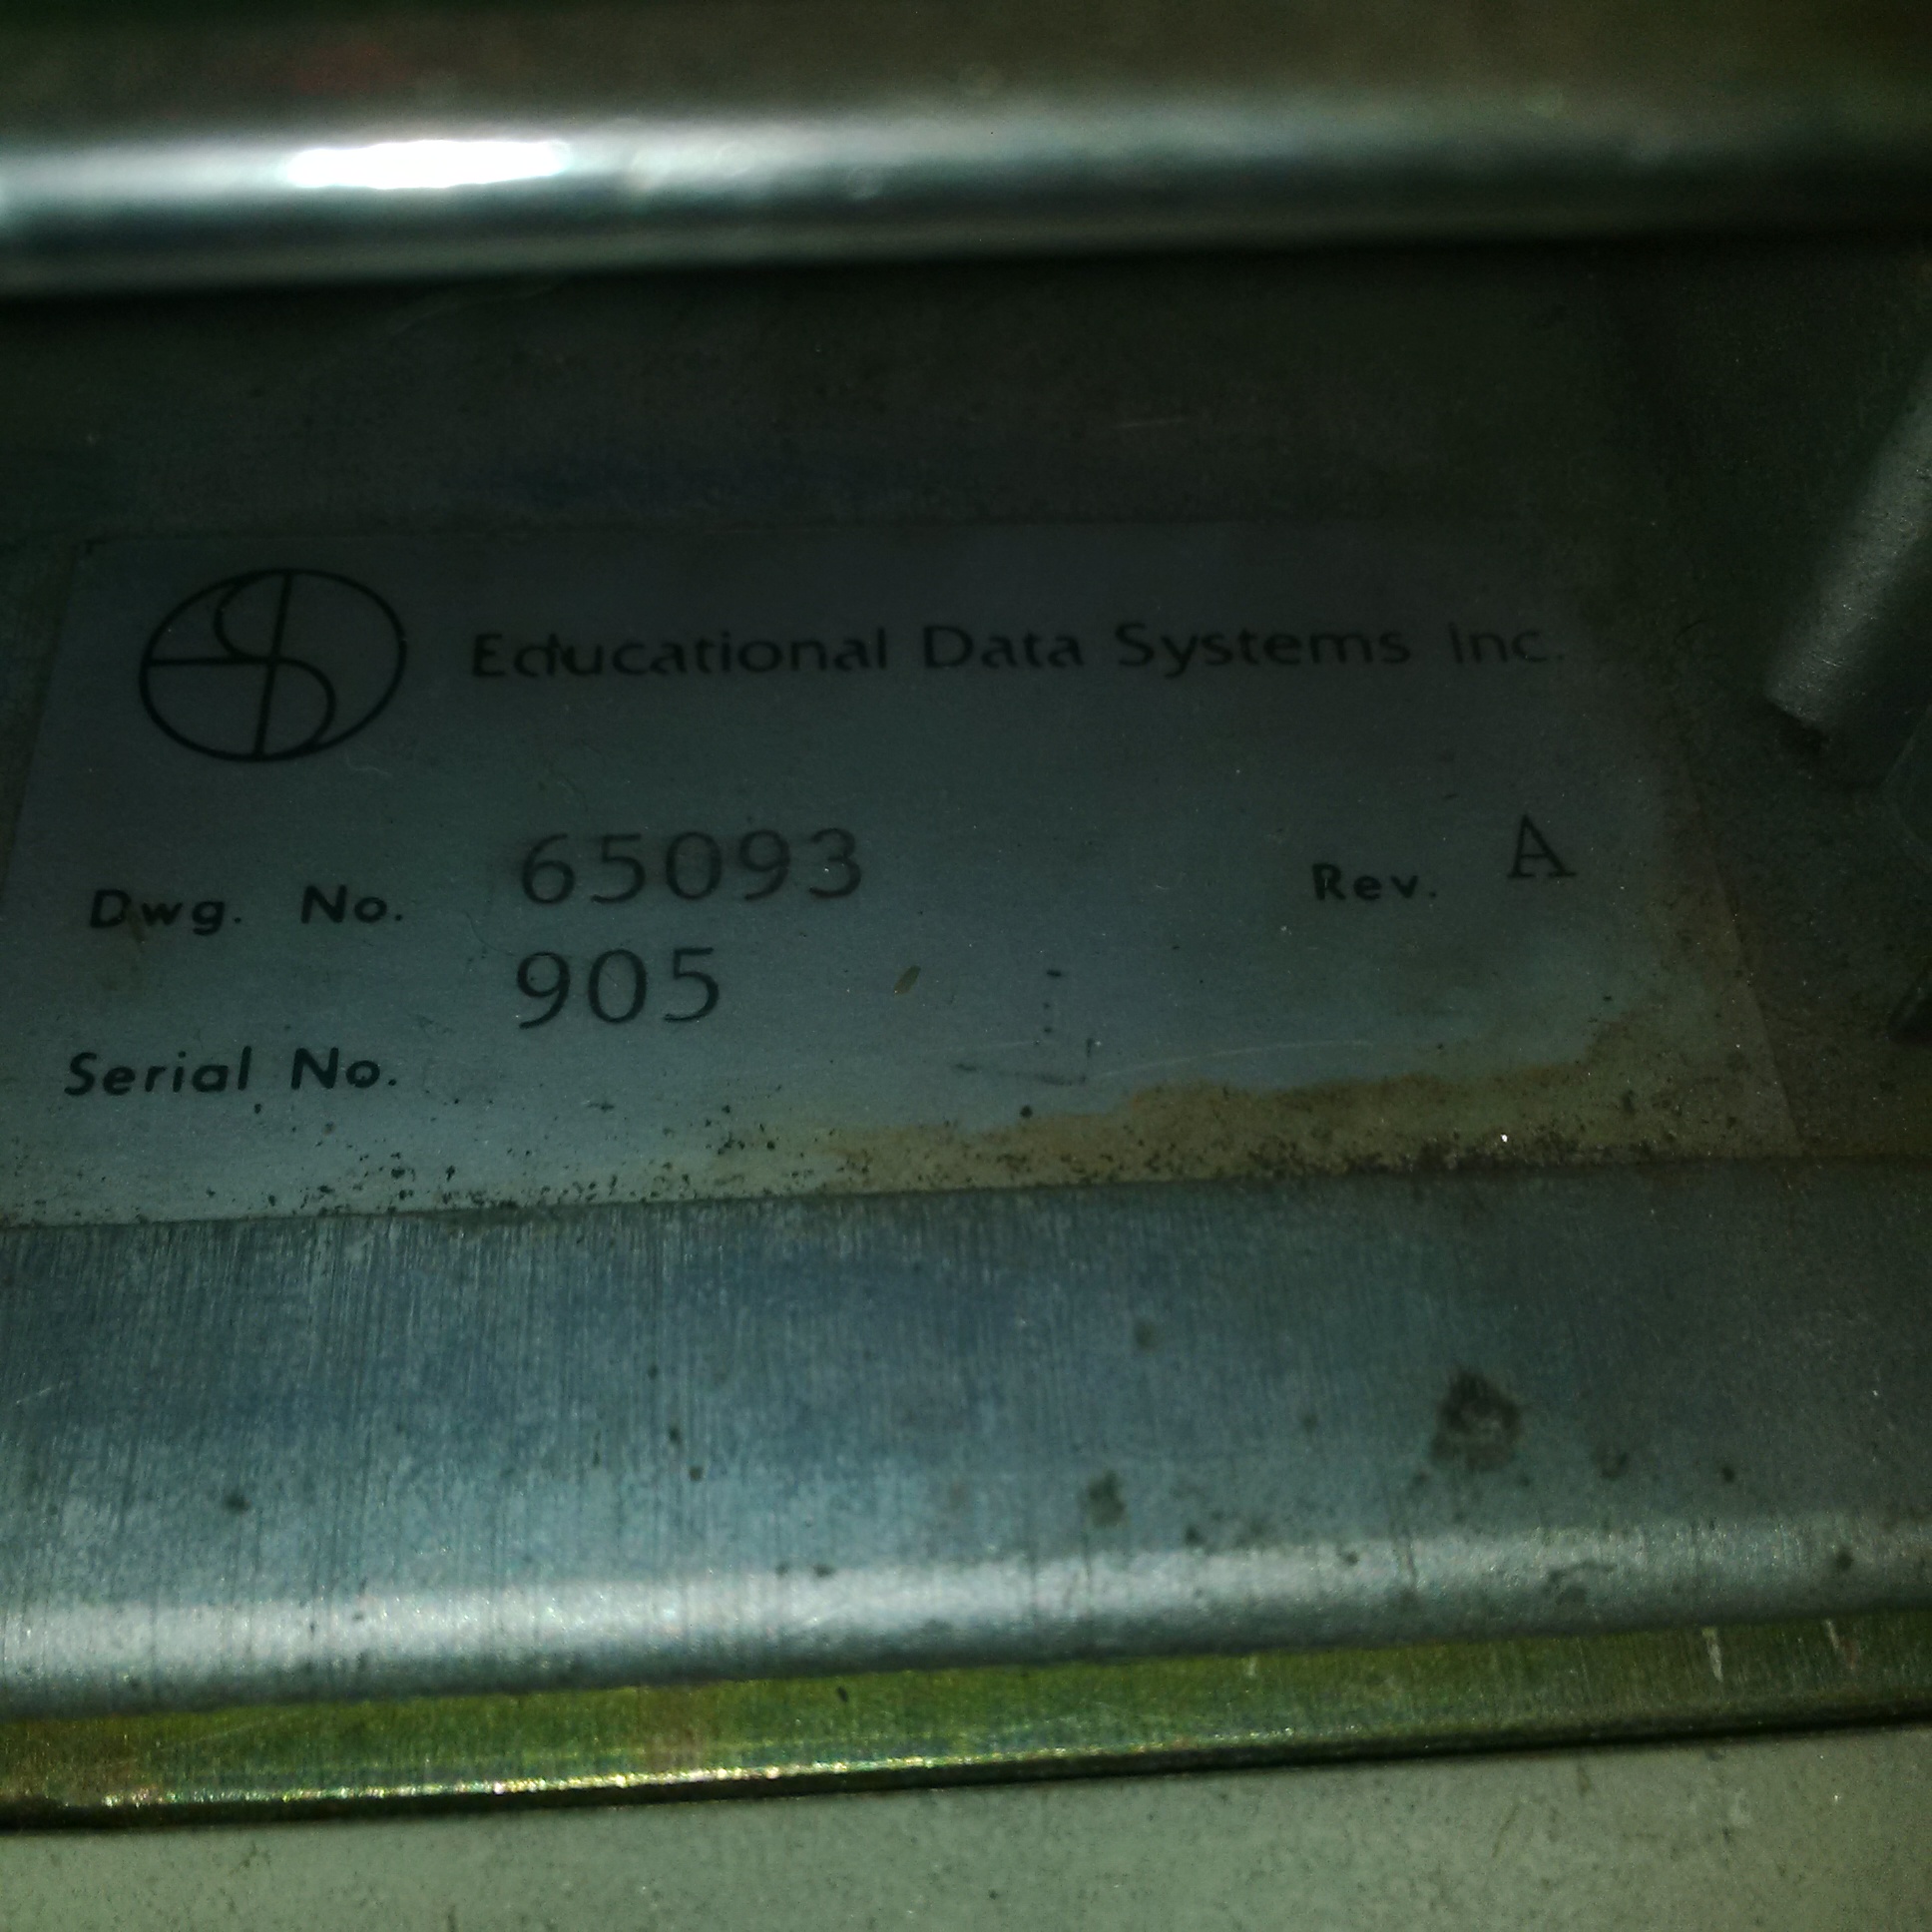 Educational Data Systems Inc.
Dwg. No. 65093 Rev. A
Serial No. 905